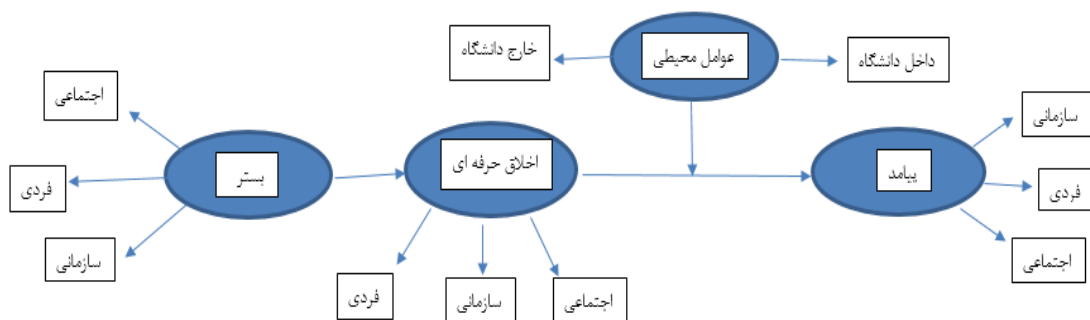 خارج دانشگاه
عوامل محیطی
داخل دانشگاه
اجتماعی
فردی
سازمانی
بستر
اخلاق حرفه ای
فردی
سازمانی
اجتماعی
پیامد
سازمانی
فردی
اجتماعی